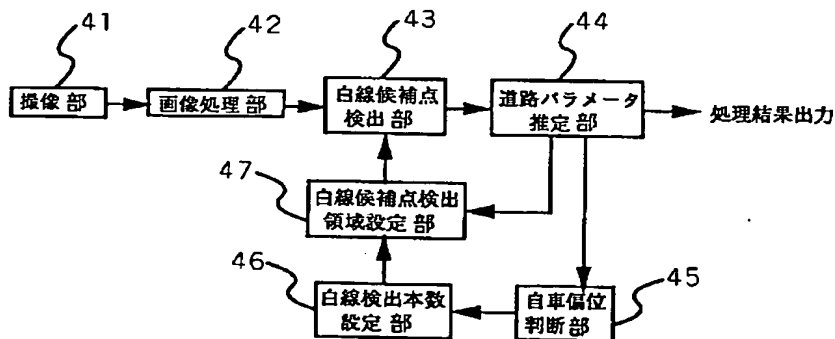 41
42
43
44
撮像部
画像処理部
白線候補点
検出部
道路パラメータ
推定部
処理結果出力
47
白線候補点検出
領域設定部
46
白線検出本数
設定部
自車偏位
判断部
45